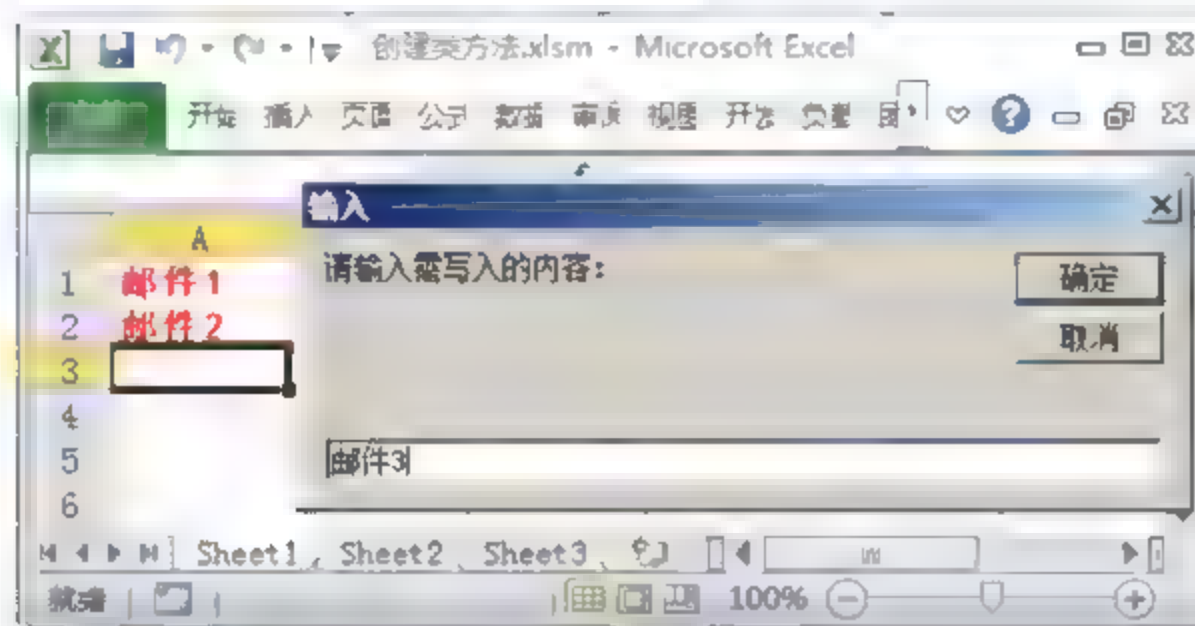 创建类方法.xlsm - Microsoft Excel
开始 插入 页面 公式 数据 审阅 视图 开发 负载 团
输入
A
请输入需写入的内容:
确定
取消
1 邮件1
2 邮件2
3
4
5
6
邮件3
Sheet1 Sheet2 Sheet3
就绪
100%